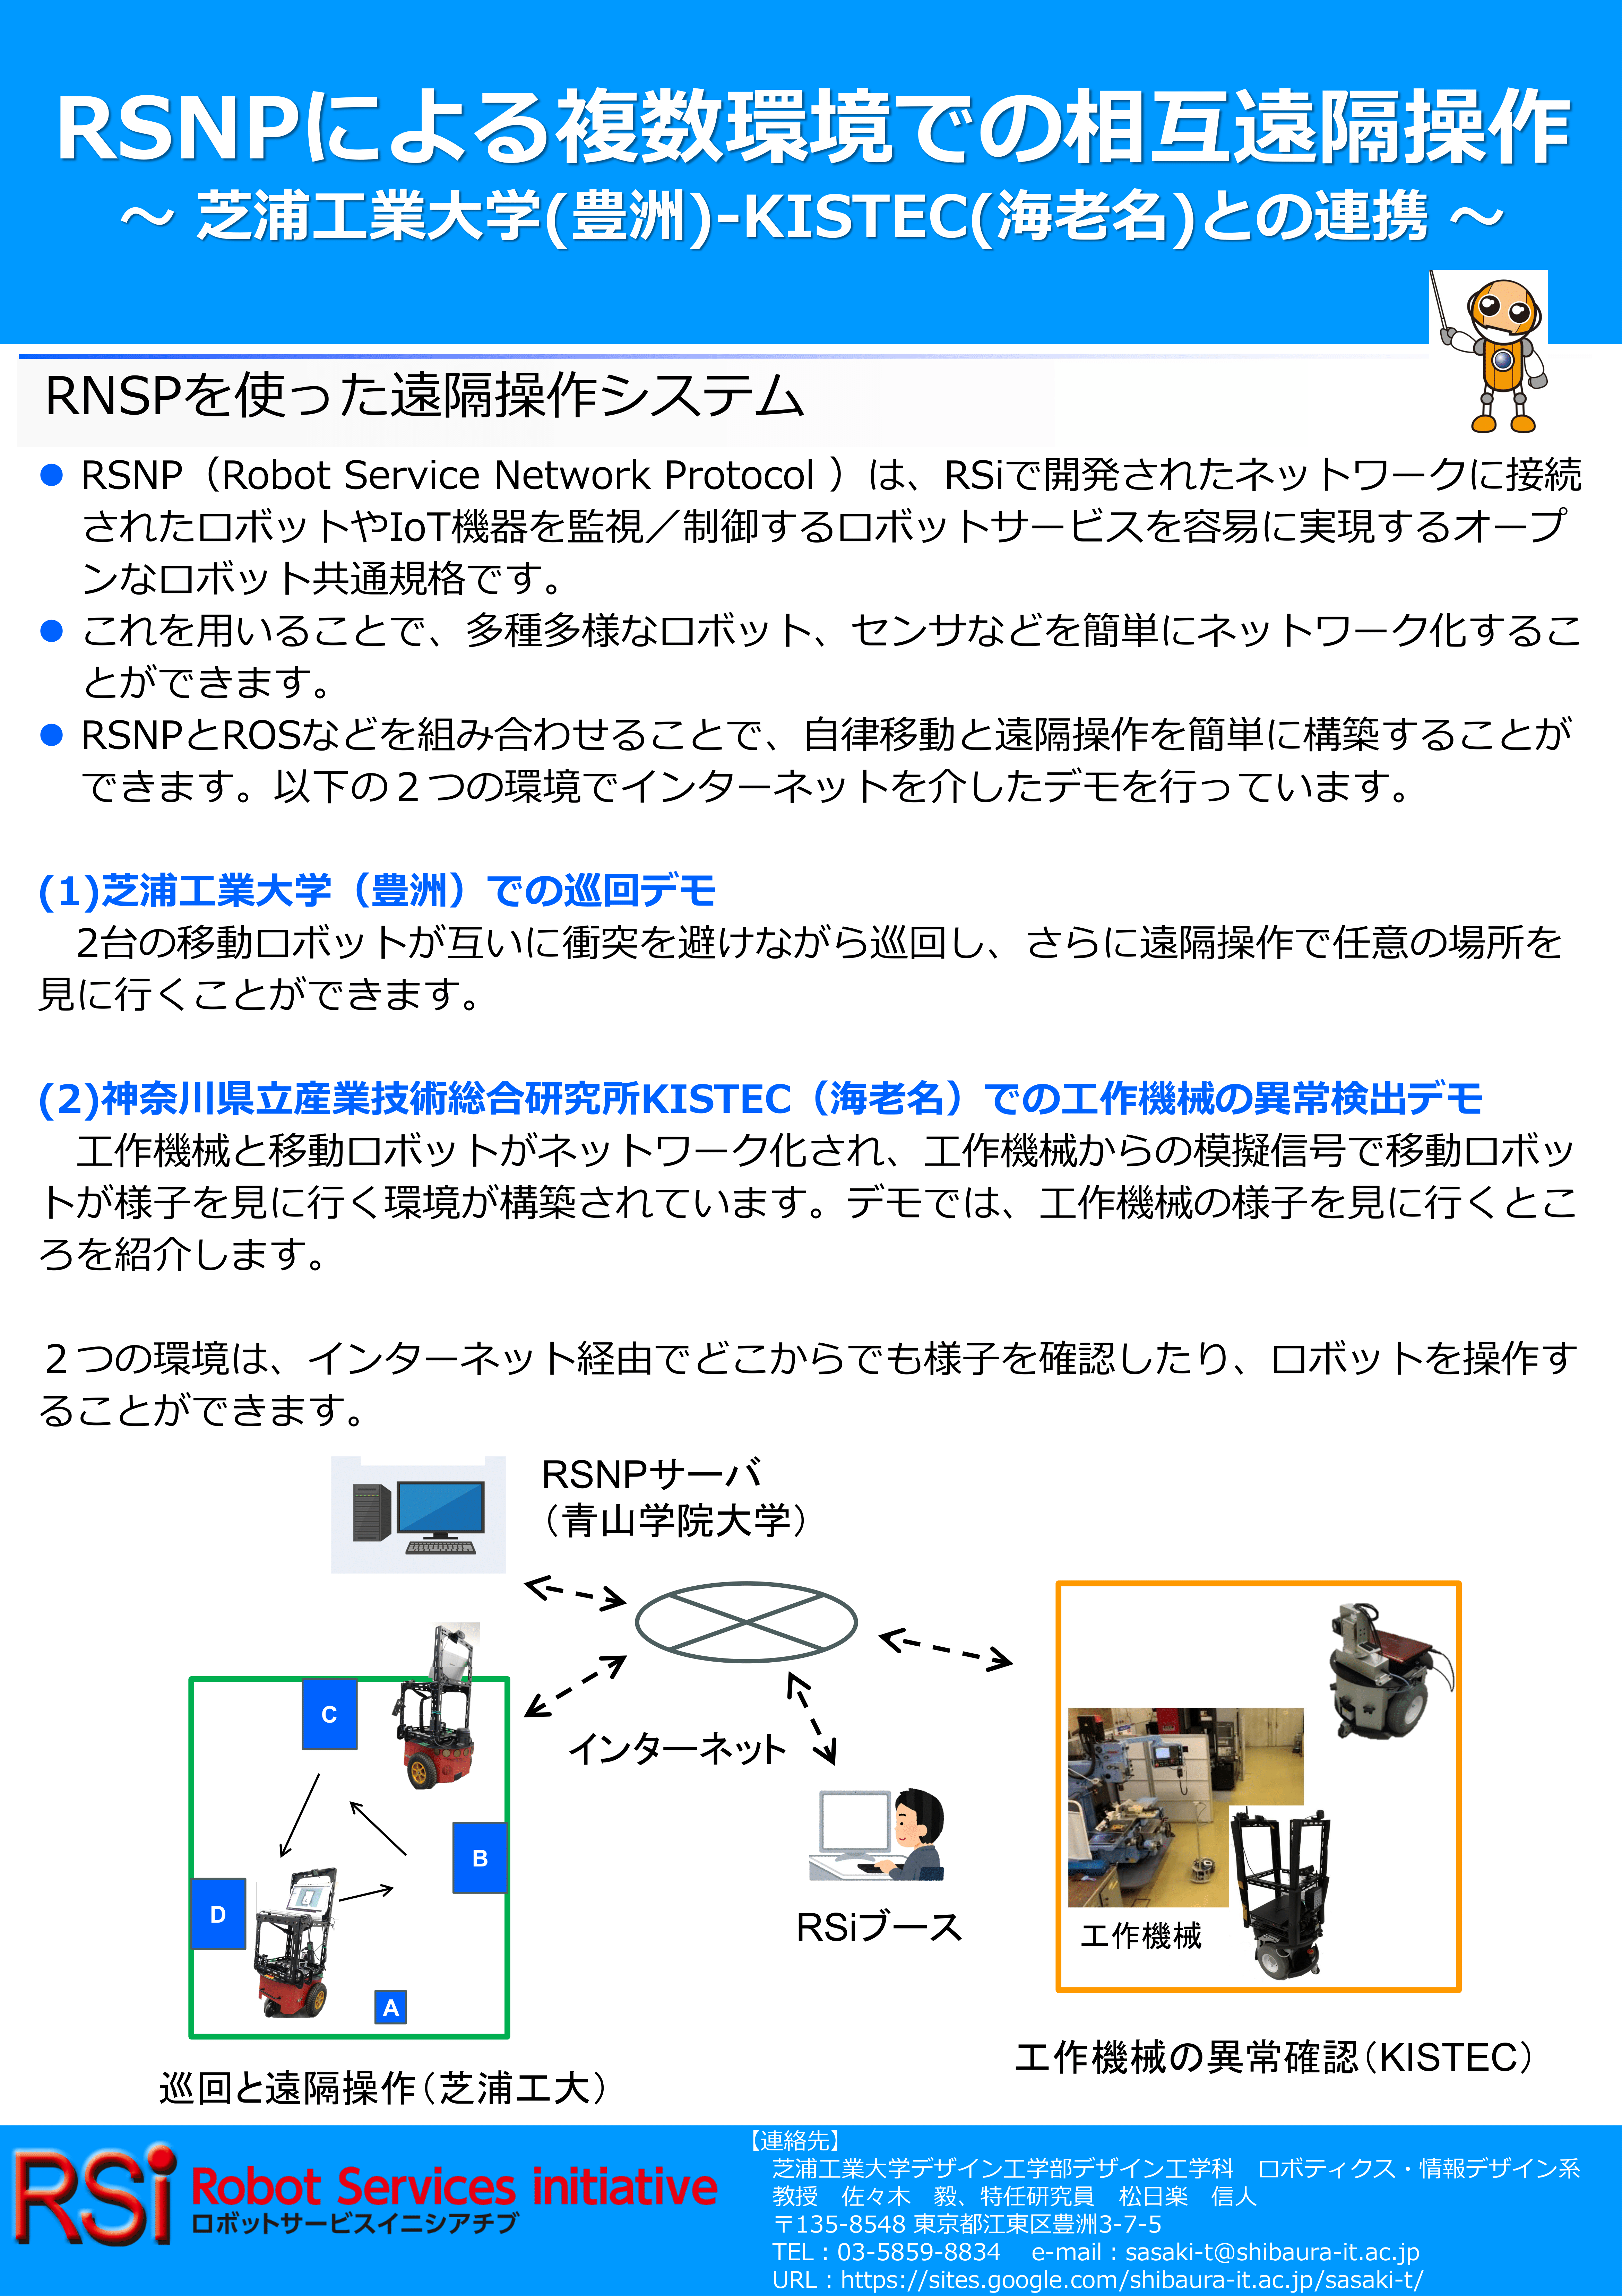 RSNPによる複数環境での相互遠隔操作
～ 芝浦工業大学(豊洲)-KISTEC(海老名)との連携 ～
RNSPを使った遠隔操作システム
● RSNP（Robot Service Network Protocol ）は、RSiで開発されたネットワークに接続
されたロボットやIoT機器を監視／制御するロボットサービスを容易に実現するオープ
ンなロボット共通規格です。
● これを用いることで、多種多様なロボット、センサなどを簡単にネットワーク化するこ
とができます。
● RSNPとROSなどを組み合わせることで、自律移動と遠隔操作を簡単に構築することが
できます。以下の２つの環境でインターネットを介したデモを行っています。
(1)芝浦工業大学（豊洲）での巡回デモ
2台の移動ロボットが互いに衝突を避けながら巡回し、さらに遠隔操作で任意の場所を
見に行くことができます。
(2)神奈川県立産業技術総合研究所KISTEC（海老名）での工作機械の異常検出デモ
工作機械と移動ロボットがネットワーク化され、工作機械からの模擬信号で移動ロボッ
トが様子を見に行く環境が構築されています。デモでは、工作機械の様子を見に行くとこ
ろを紹介します。
２つの環境は、インターネット経由でどこからでも様子を確認したり、ロボットを操作す
ることができます。
RSNPサーバ
（青山学院大学）
インターネット
C
B
D
A
RSiブース
工作機械
工作機械の異常確認（KISTEC）
巡回と遠隔操作（芝浦工大）
RSi Robot Services initiative
ロボットサービスイニシアチブ
【連絡先】
芝浦工業大学デザイン工学部デザイン工学科　ロボティクス・情報デザイン系
教授　佐々木　毅、特任研究員　松日楽　信人
〒135-8548 東京都江東区豊洲3-7-5
TEL：03-5859-8834　e-mail：sasaki-t@shibaura-it.ac.jp
URL：https://sites.google.com/shibaura-it.ac.jp/sasaki-t/